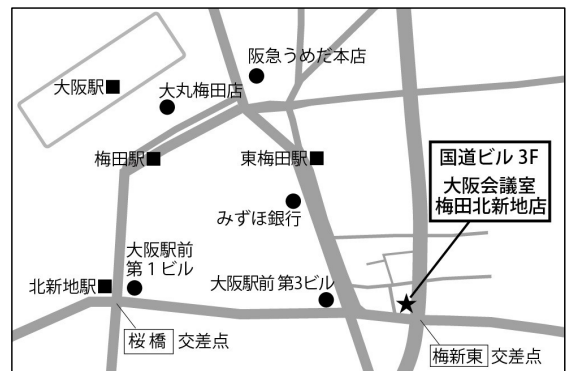 阪急うめだ本店
大阪駅
大丸梅田店
梅田駅
東梅田駅
国道ビル 3F
大阪会議室
梅田北新地店
みずほ銀行
大阪駅前
第1ビル
北新地駅
大阪駅前 第3ビル
桜橋 交差点
梅新東 交差点